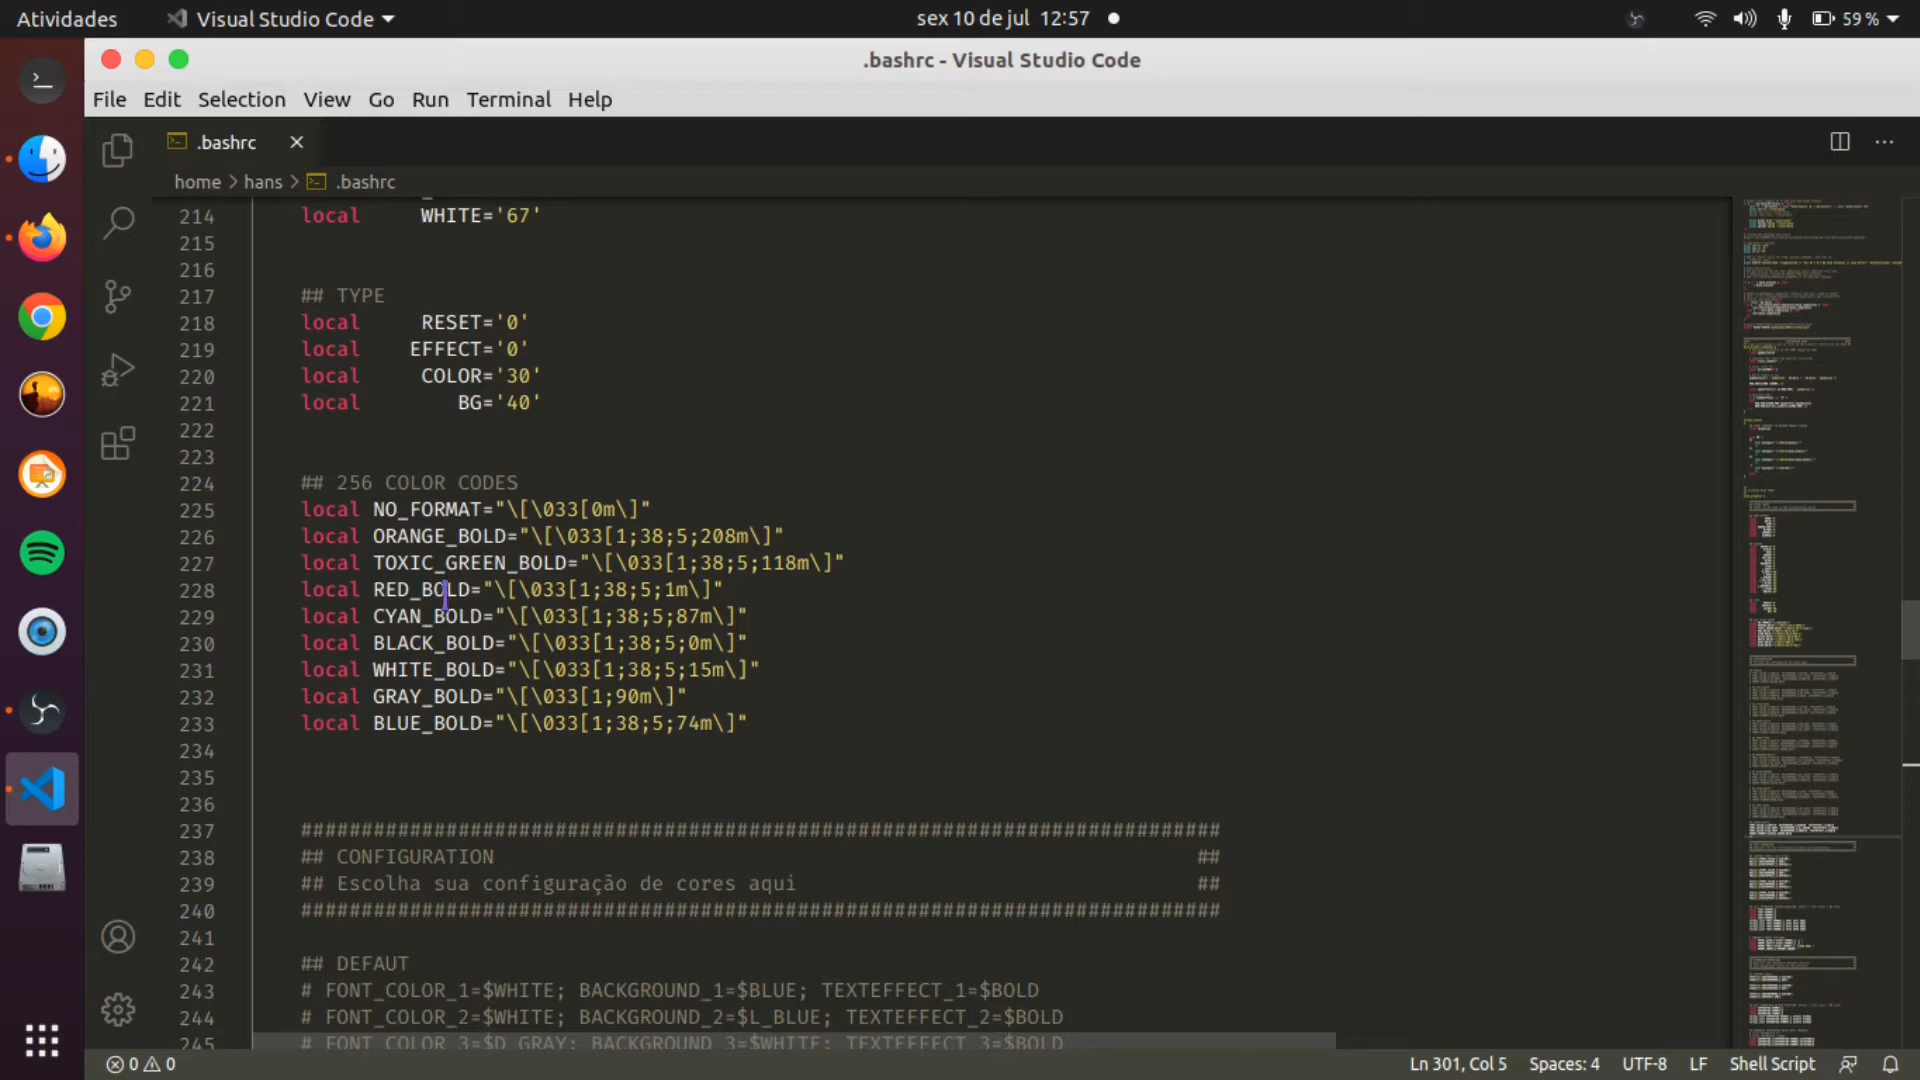 Atividades
Visual Studio Code
sex 10 de jul 12:57
59 %
.bashrc - Visual Studio Code
File Edit Selection View Go Run Terminal Help
.bashrc
home > hans > .bashrc
214 local WHITE='67'
215
216
217 ## TYPE
218 local RESET='0'
219 local EFFECT='0'
220 local COLOR='30'
221 local BG='40'
222
223
224 ## 256 COLOR CODES
225 local NO_FORMAT="\[\033[0m\]"
226 local ORANGE_BOLD="\[\033[1;38;5;208m\]"
227 local TOXIC_GREEN_BOLD="\[\033[1;38;5;118m\]"
228 local RED_BOLD="\[\033[1;38;5;1m\]"
229 local CYAN_BOLD="\[\033[1;38;5;87m\]"
230 local BLACK_BOLD="\[\033[1;38;5;0m\]"
231 local WHITE_BOLD="\[\033[1;38;5;15m\]"
232 local GRAY_BOLD="\[\033[1;90m\]"
233 local BLUE_BOLD="\[\033[1;38;5;74m\]"
234
235
236
237 ############################################################################
238 ## CONFIGURATION ##
239 ## Escolha sua configuração de cores aqui ##
240 ############################################################################
241
242 ## DEFAUT
243 # FONT_COLOR_1=$WHITE; BACKGROUND_1=$BLUE; TEXTEFFECT_1=$BOLD
244 # FONT_COLOR_2=$WHITE; BACKGROUND_2=$L_BLUE; TEXTEFFECT_2=$BOLD
245 # FONT_COLOR_3=$D_GRAY; BACKGROUND_3=$WHITE; TEXTEFFECT_3=$BOLD
0 0
Ln 301, Col 5 Spaces: 4 UTF-8 LF Shell Script